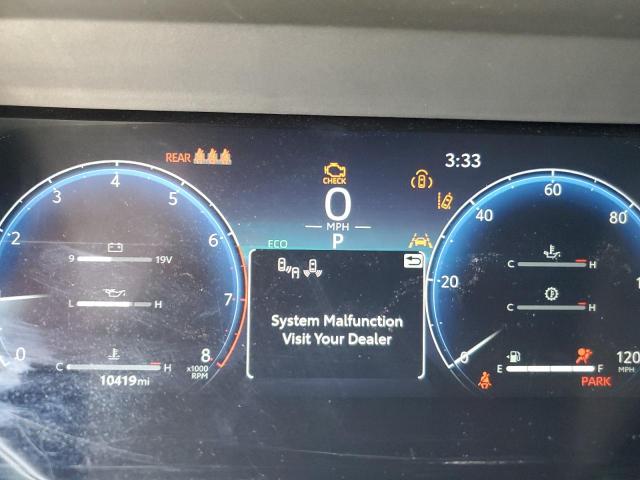 REAR
3:33
CHECK
0
MPH
P
ECO
0 2 3 4 5 6 7 8
x1000
RPM
9 19V
L H
C H
10419mi
System Malfunction
Visit Your Dealer
0 20 40 60 80 120
MPH
C H
C H
E F
PARK